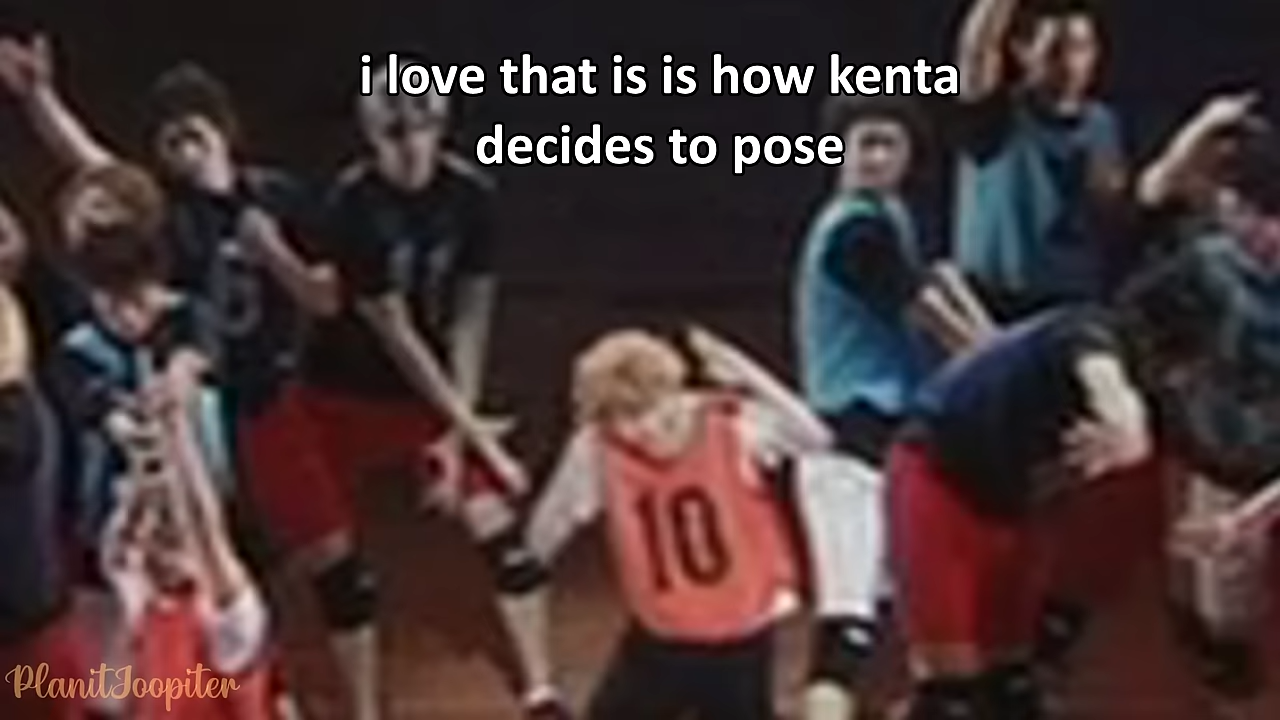 i love that is is how kenta
decides to pose
10
PlanitJoopiter